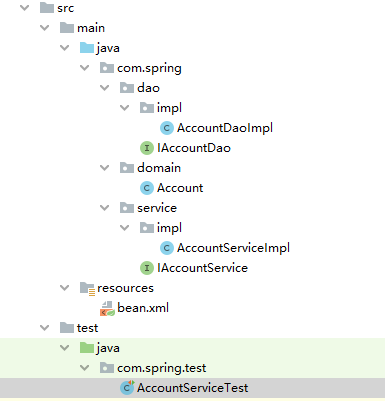 src
main
java
com.spring
dao
impl
C AccountDaoImpl
I IAccountDao
domain
C Account
service
impl
C AccountServiceImpl
I IAccountService
resources
bean.xml
test
java
com.spring.test
C AccountServiceTest